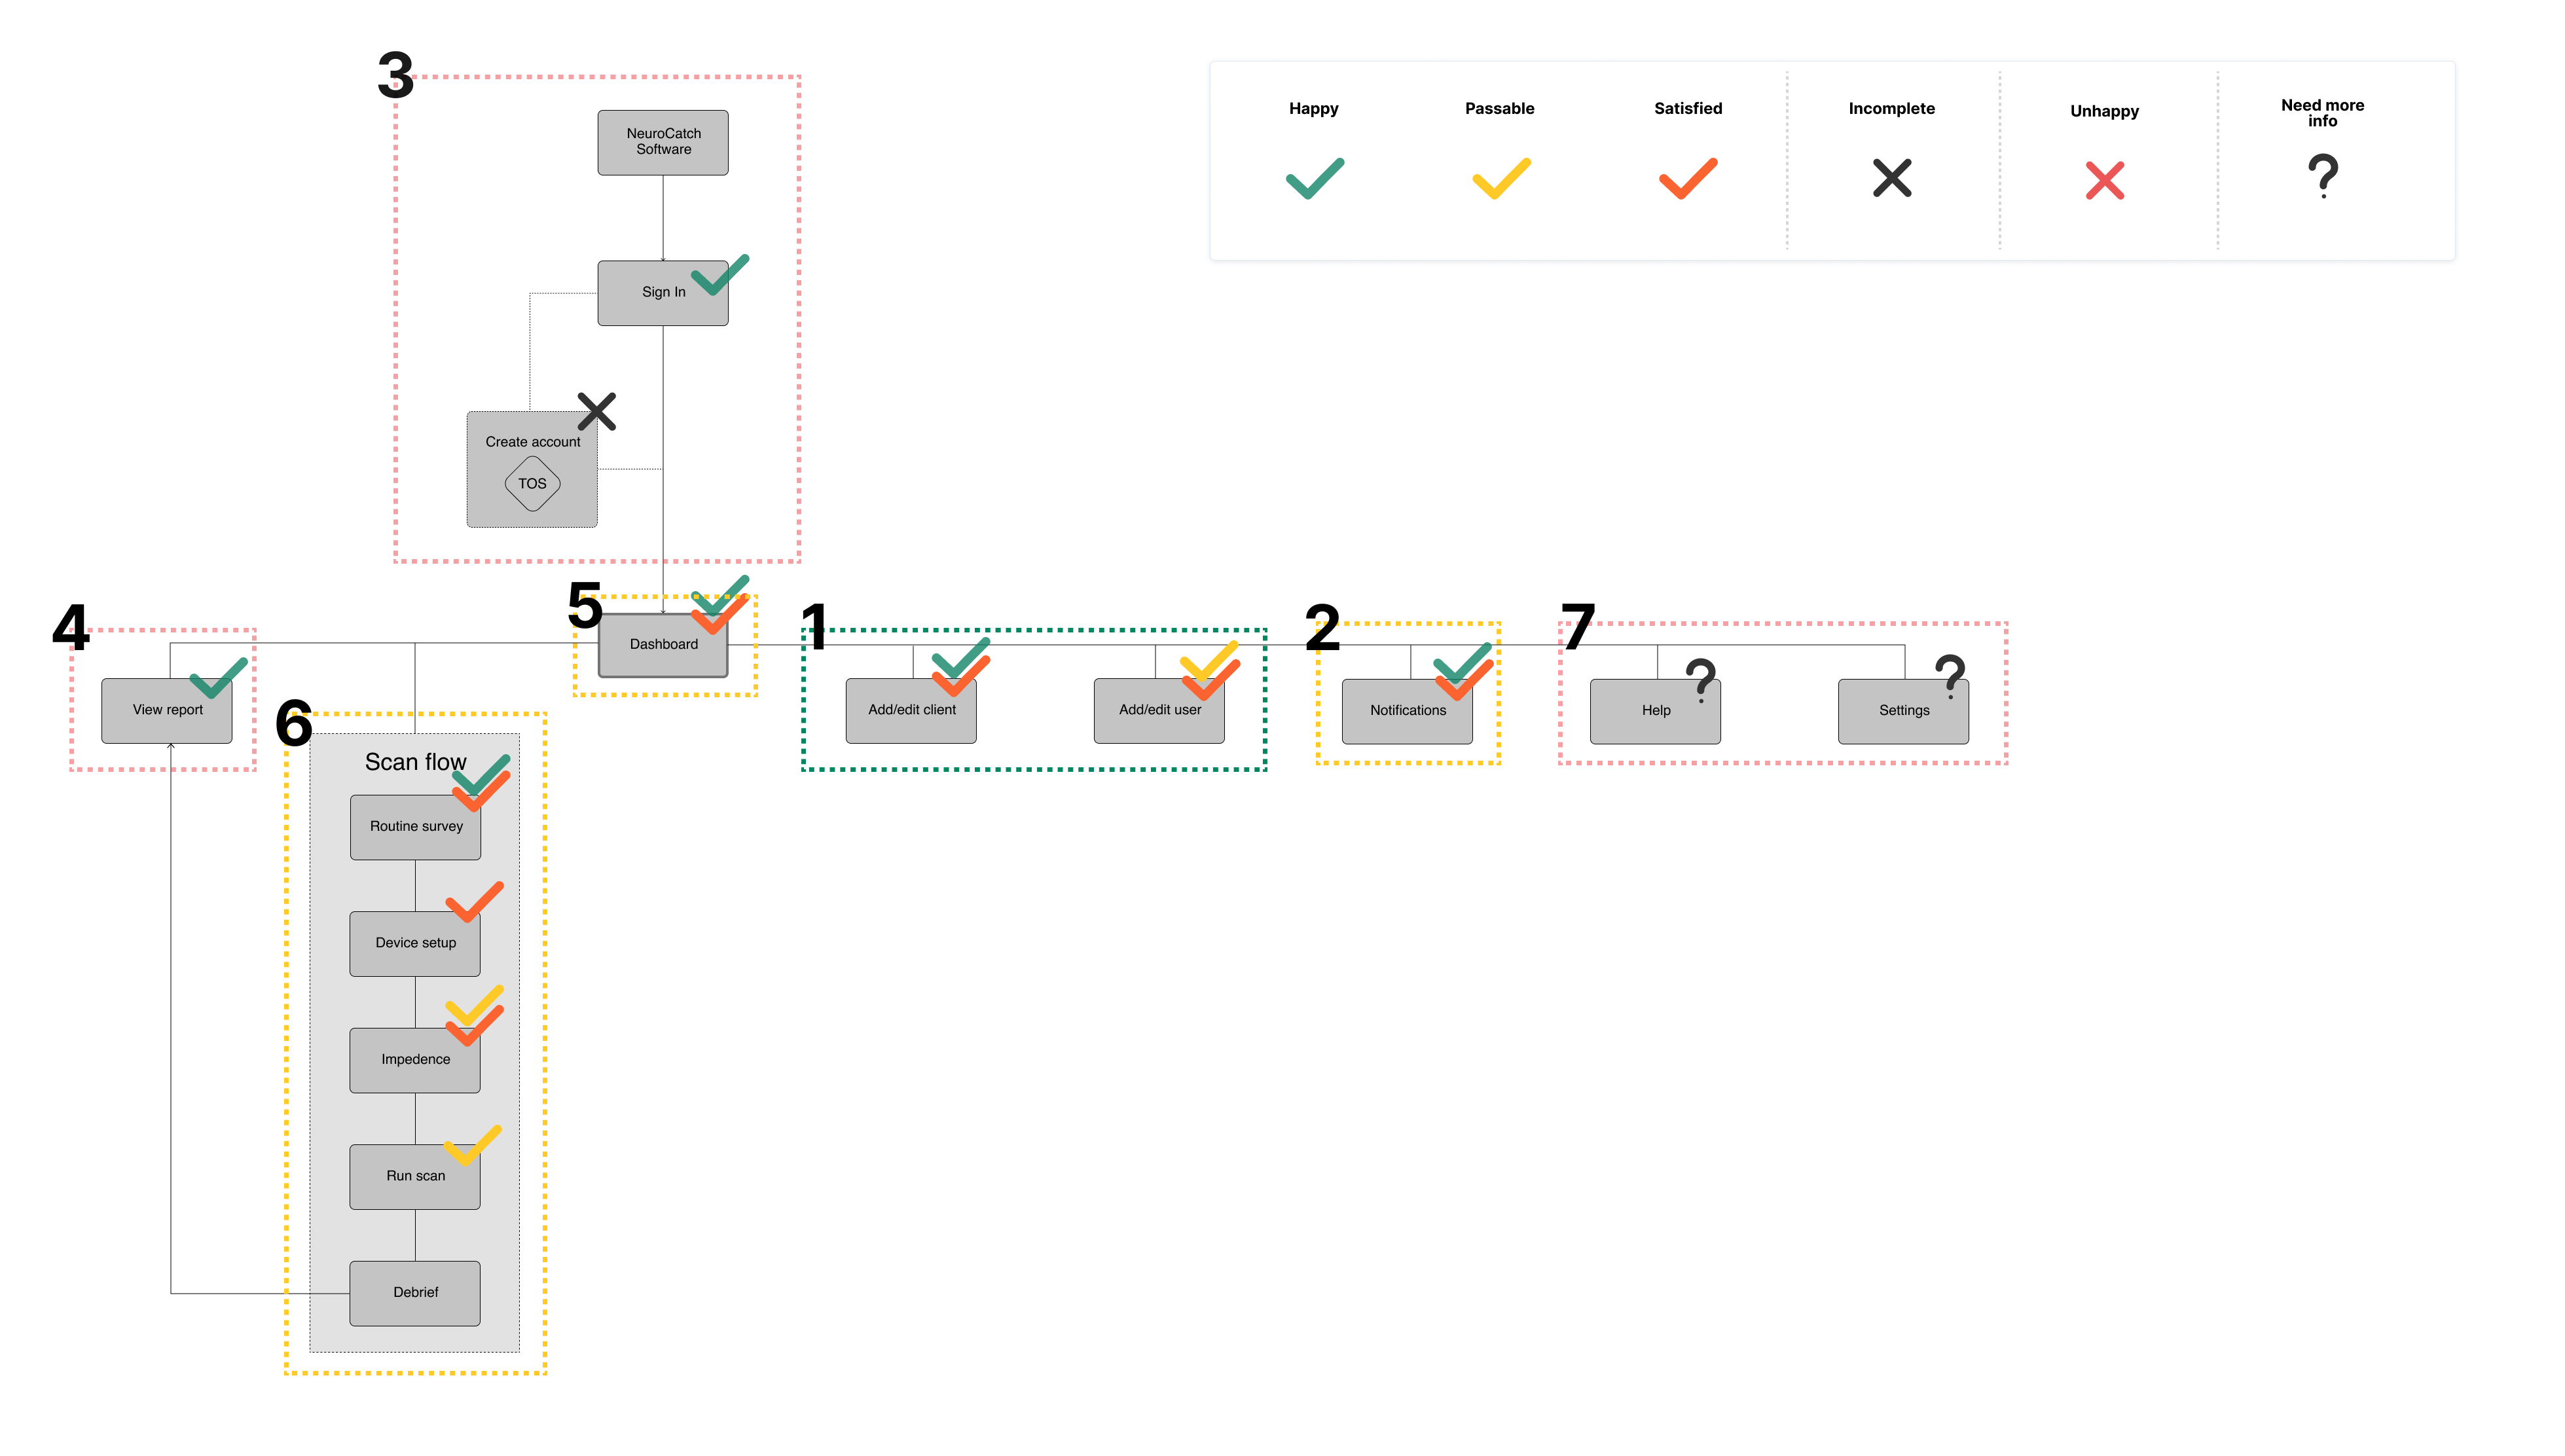 3
NeuroCatch
Software
Sign In
Create account
TOS
Happy
Passable
Satisfied
Incomplete
Unhappy
Need more
info
4
View report
5
Dashboard
1
Add/edit client
Add/edit user
2
Notifications
7
Help
Settings
6
Scan flow
Routine survey
Device setup
Impedence
Run scan
Debrief